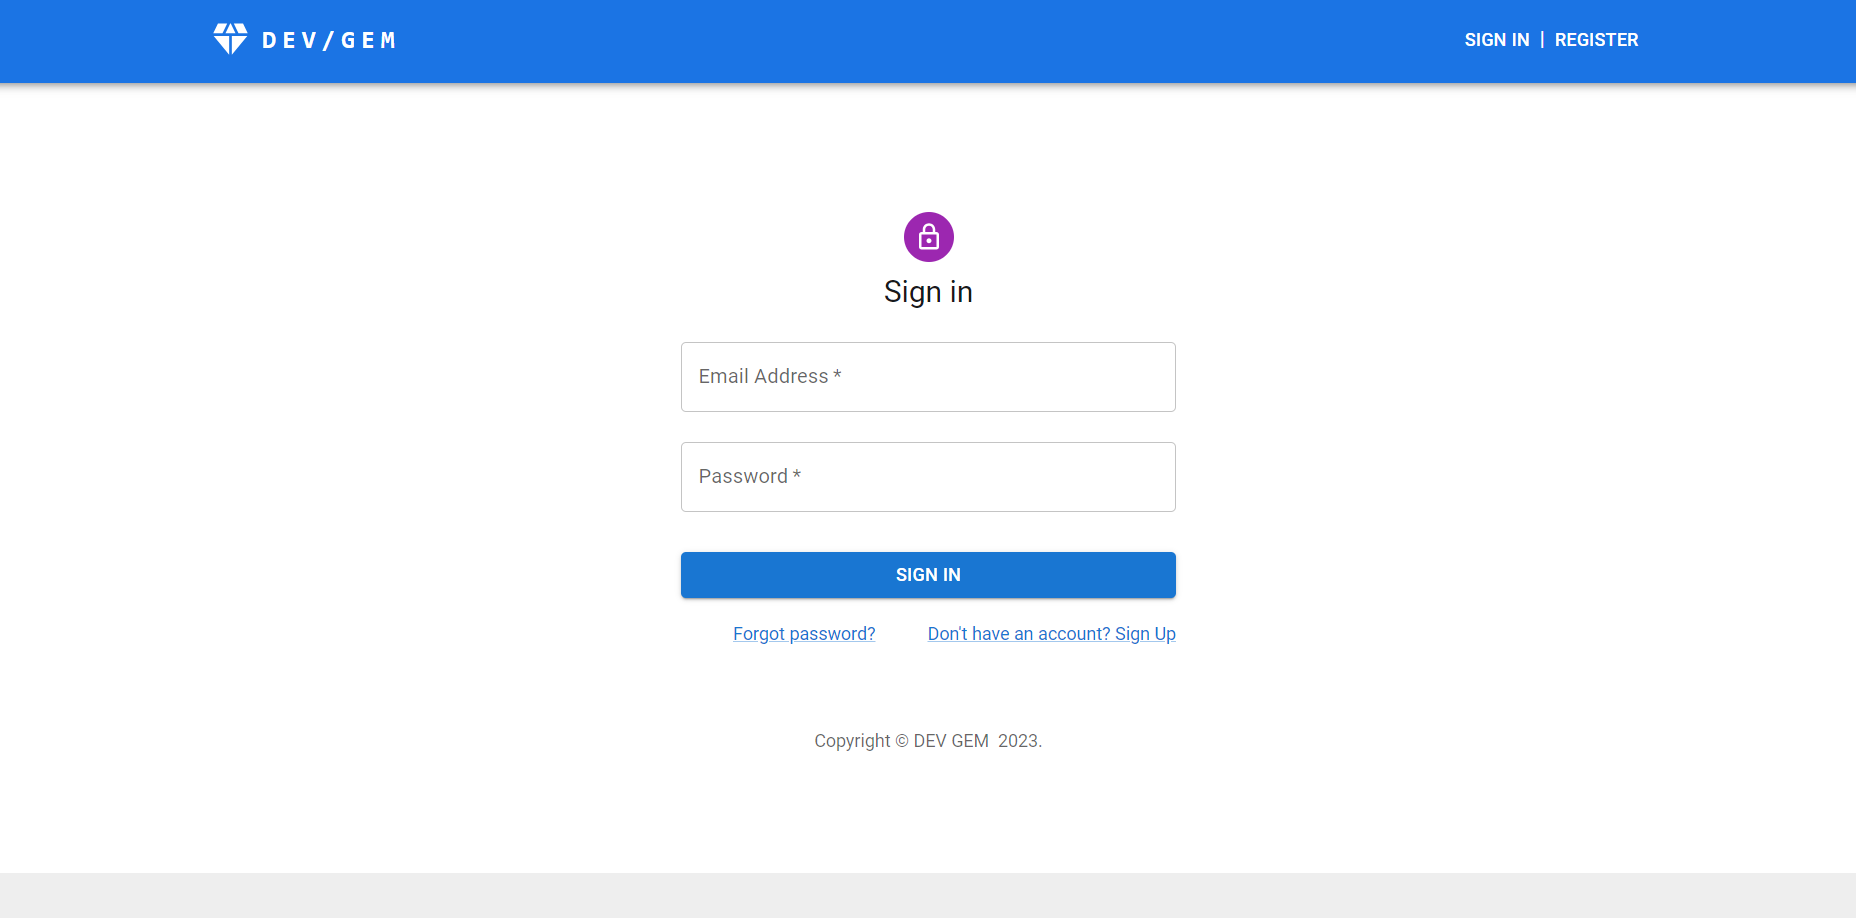 DEV/GEM
SIGN IN | REGISTER
Sign in
Email Address *
Password *
SIGN IN
Forgot password? Don't have an account? Sign Up
Copyright © DEV GEM 2023.